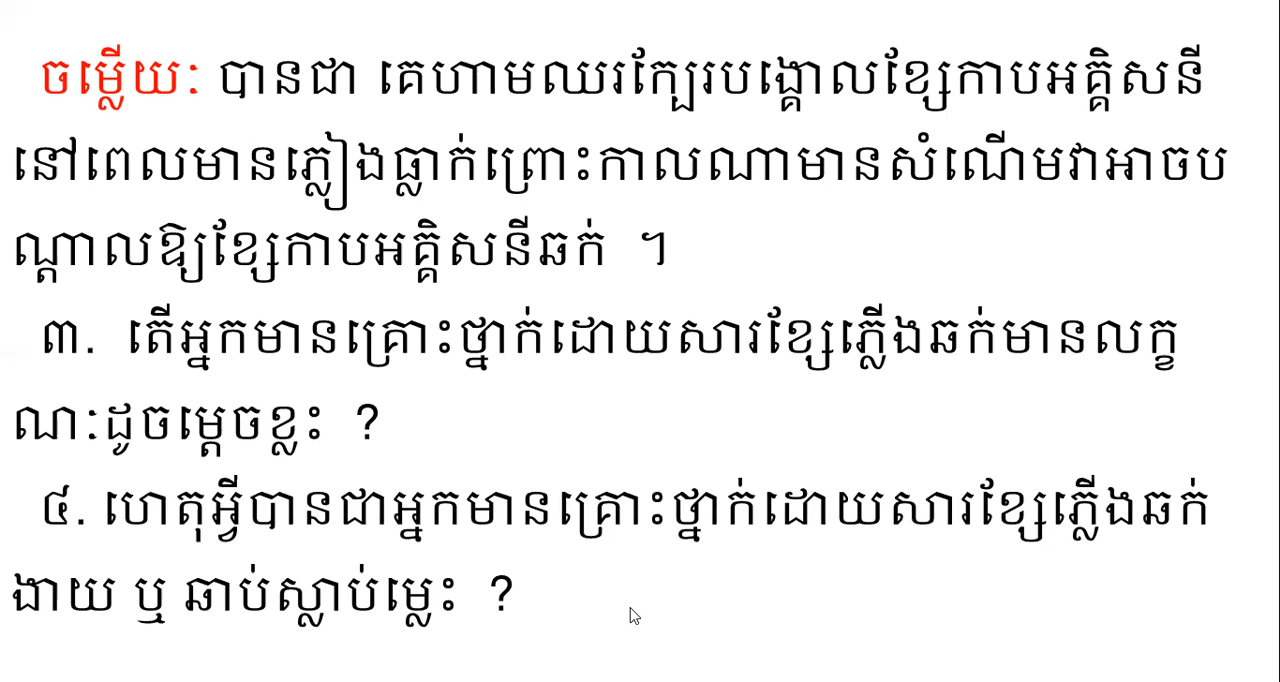 ចម្លើយ: បានជា គេហាមឈរក្បែរបង្គោលខ្សែកាបអគ្គិសនី
នៅពេលមានភ្លៀងធ្លាក់ព្រោះកាលណាមានសំណើមវាអាចប
ណ្តាលឱ្យខ្សែកាបអគ្គិសនីឆក់ ។
៣. តើអ្នកមានគ្រោះថ្នាក់ដោយសារខ្សែភ្លើងឆក់មានលក្ខ
ណ:ដូចម្តេចខ្លះ ?
៤. ហេតុអ្វីបានជាអ្នកមានគ្រោះថ្នាក់ដោយសារខ្សែភ្លើងឆក់
ងាយ ឬ ឆាប់ស្លាប់ម្លេះ ?